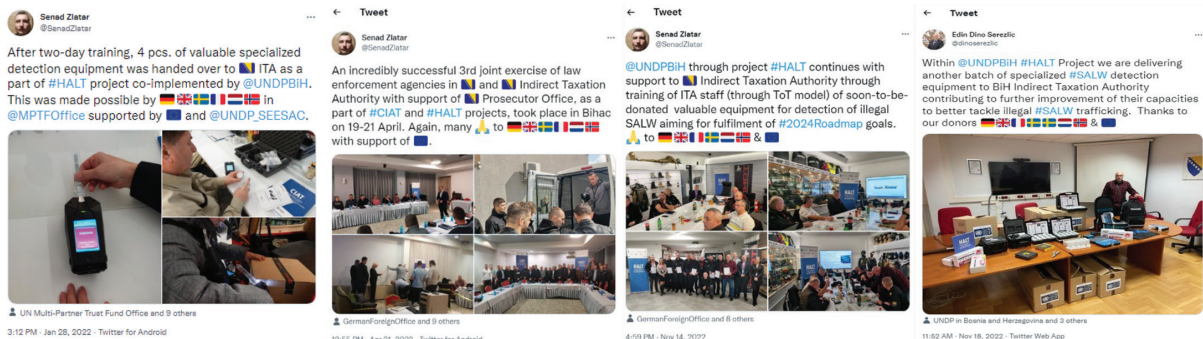 Senad Zlatar
@SenadZlatar
After two-day training, 4 pcs. of valuable specialized
detection equipment was handed over to 🇧🇦 ITA as a
part of #HALT project co-implemented by @UNDPBiH.
This was made possible by 🇩🇪🇬🇧🇸🇪🇫🇷🇳🇱🇳🇴 in
@MPTFOffice supported by 🇪🇺 and @UNDP_SEESAC.
CIAT
UN Multi-Partner Trust Fund Office and 9 others
3:12 PM · Jan 28, 2022 · Twitter for Android
Tweet
Senad Zlatar
@SenadZlatar
An incredibly successful 3rd joint exercise of law
enforcement agencies in 🇧🇦 and 🇧🇦 Indirect Taxation
Authority with support of 🇧🇦 Prosecutor Office, as a
part of #CIAT and #HALT projects, took place in Bihac
on 19-21 April. Again, many 🙏 to 🇩🇪🇬🇧🇸🇪🇫🇷🇳🇱🇳🇴
with support of 🇪🇺.
GermanForeignOffice and 9 others
Tweet
Senad Zlatar
@SenadZlatar
@UNDPBiH through project #HALT continues with
support to 🇧🇦 Indirect Taxation Authority through
training of ITA staff (through ToT model) of soon-to-be-
donated valuable equipment for detection of illegal
SALW aiming for fulfilment of #2024Roadmap goals.
🙏 to 🇩🇪🇬🇧🇫🇷🇸🇪🇳🇱🇳🇴 & 🇪🇺
HALT
HALT
GermanForeignOffice and 8 others
4:59 PM · Nov 14, 2022
Tweet
Edin Dino Serezlic
@dinoserezlic
Within @UNDPBiH #HALT Project we are delivering
another batch of specialized #SALW detection
equipment to BiH Indirect Taxation Authority
contributing to further improvement of their capacities
to better tackle illegal #SALW trafficking. Thanks to
our donors 🇩🇪🇬🇧🇫🇷🇸🇪🇳🇱🇳🇴 & 🇪🇺
HALT
UNDP in Bosnia and Herzegovina and 3 others
11:52 AM · Nov 18, 2022 · Twitter Web App